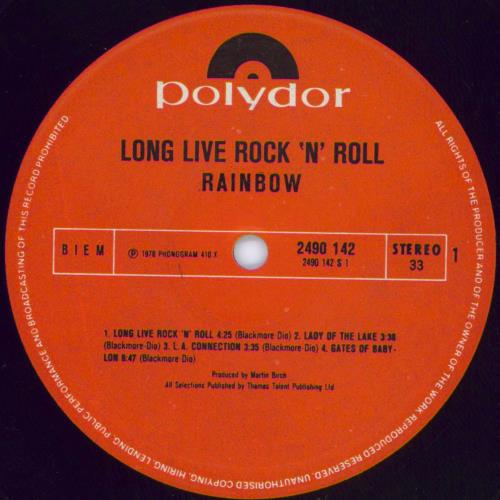 polydor
LONG LIVE ROCK 'N' ROLL
RAINBOW
BIEM
℗ 1978 PHONOGRAM 410 X
2490 142
2490 142 S 1
STEREO
33
1
1. LONG LIVE ROCK 'N' ROLL 4:25 (Blackmore-Dio) 2. LADY OF THE LAKE 3:38
(Blackmore-Dio) 3. L.A. CONNECTION 3:35 (Blackmore-Dio) 4. GATES OF BABY-
LON 6:47 (Blackmore-Dio)
Produced by Martin Birch
All Selections Published by Thames Talent Publishing Ltd
ALL RIGHTS OF THE PRODUCER AND OF THE OWNER OF THE WORK REPRODUCED RESERVED. UNAUTHORISED COPYING, HIRING, LENDING, PUBLIC PERFORMANCE AND BROADCASTING OF THIS RECORD PROHIBITED